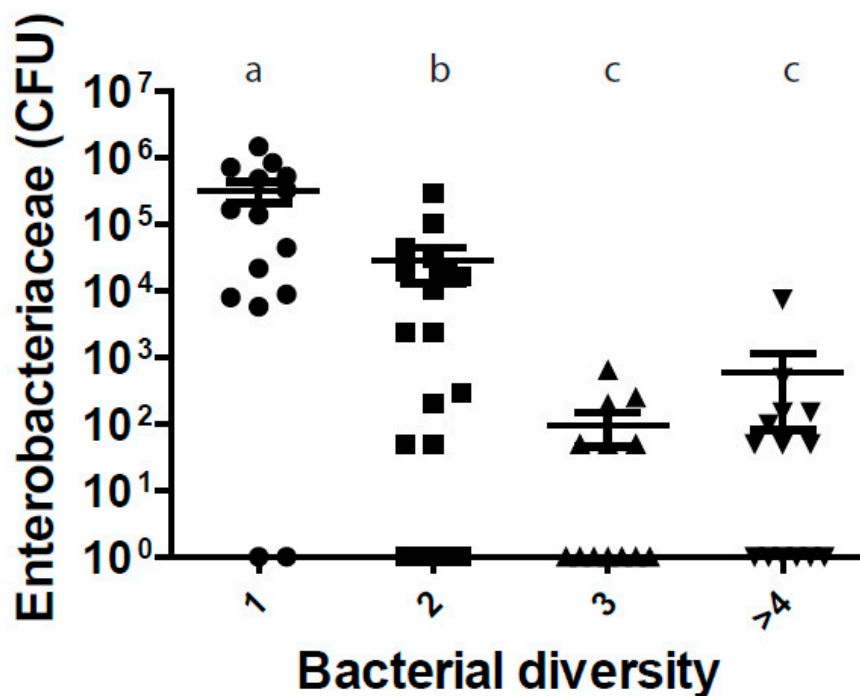 a b c c
Enterobacteriaceae (CFU)
10⁷
10⁶
10⁵
10⁴
10³
10²
10¹
10⁰
1 2 3 >4
Bacterial diversity